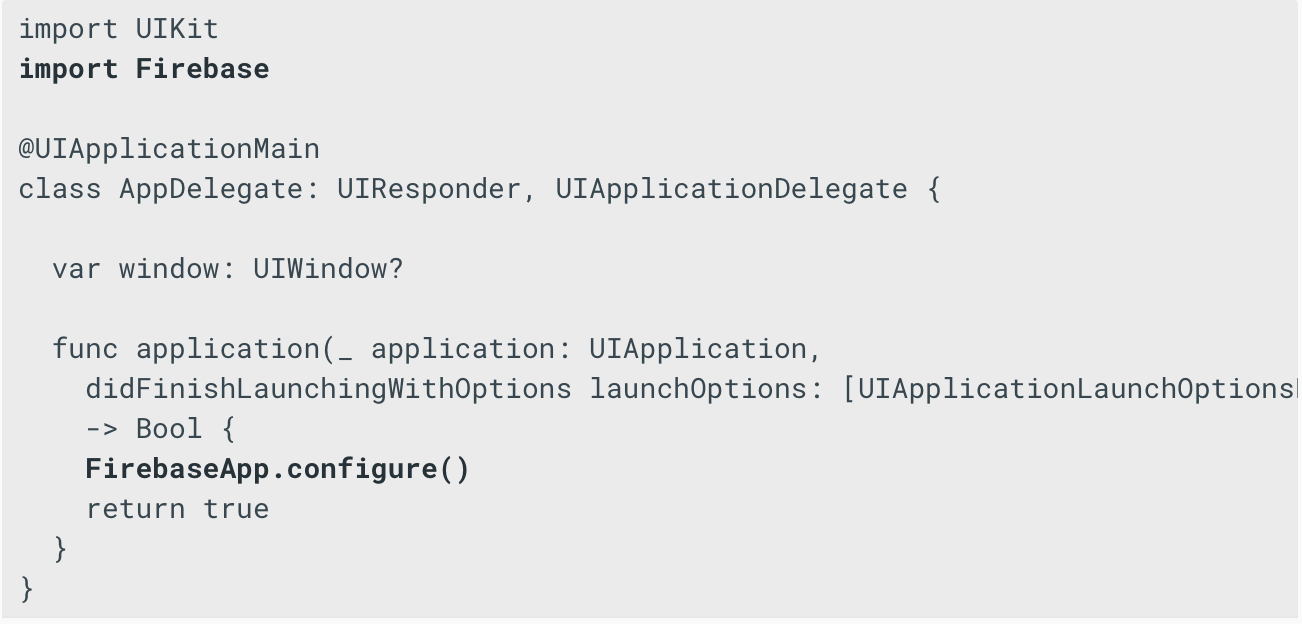 import UIKit
import Firebase
@UIApplicationMain
class AppDelegate: UIResponder, UIApplicationDelegate {
var window: UIWindow?
func application(_ application: UIApplication,
didFinishLaunchingWithOptions launchOptions: [UIApplicationLaunchOptions
-> Bool {
FirebaseApp.configure()
return true
}
}